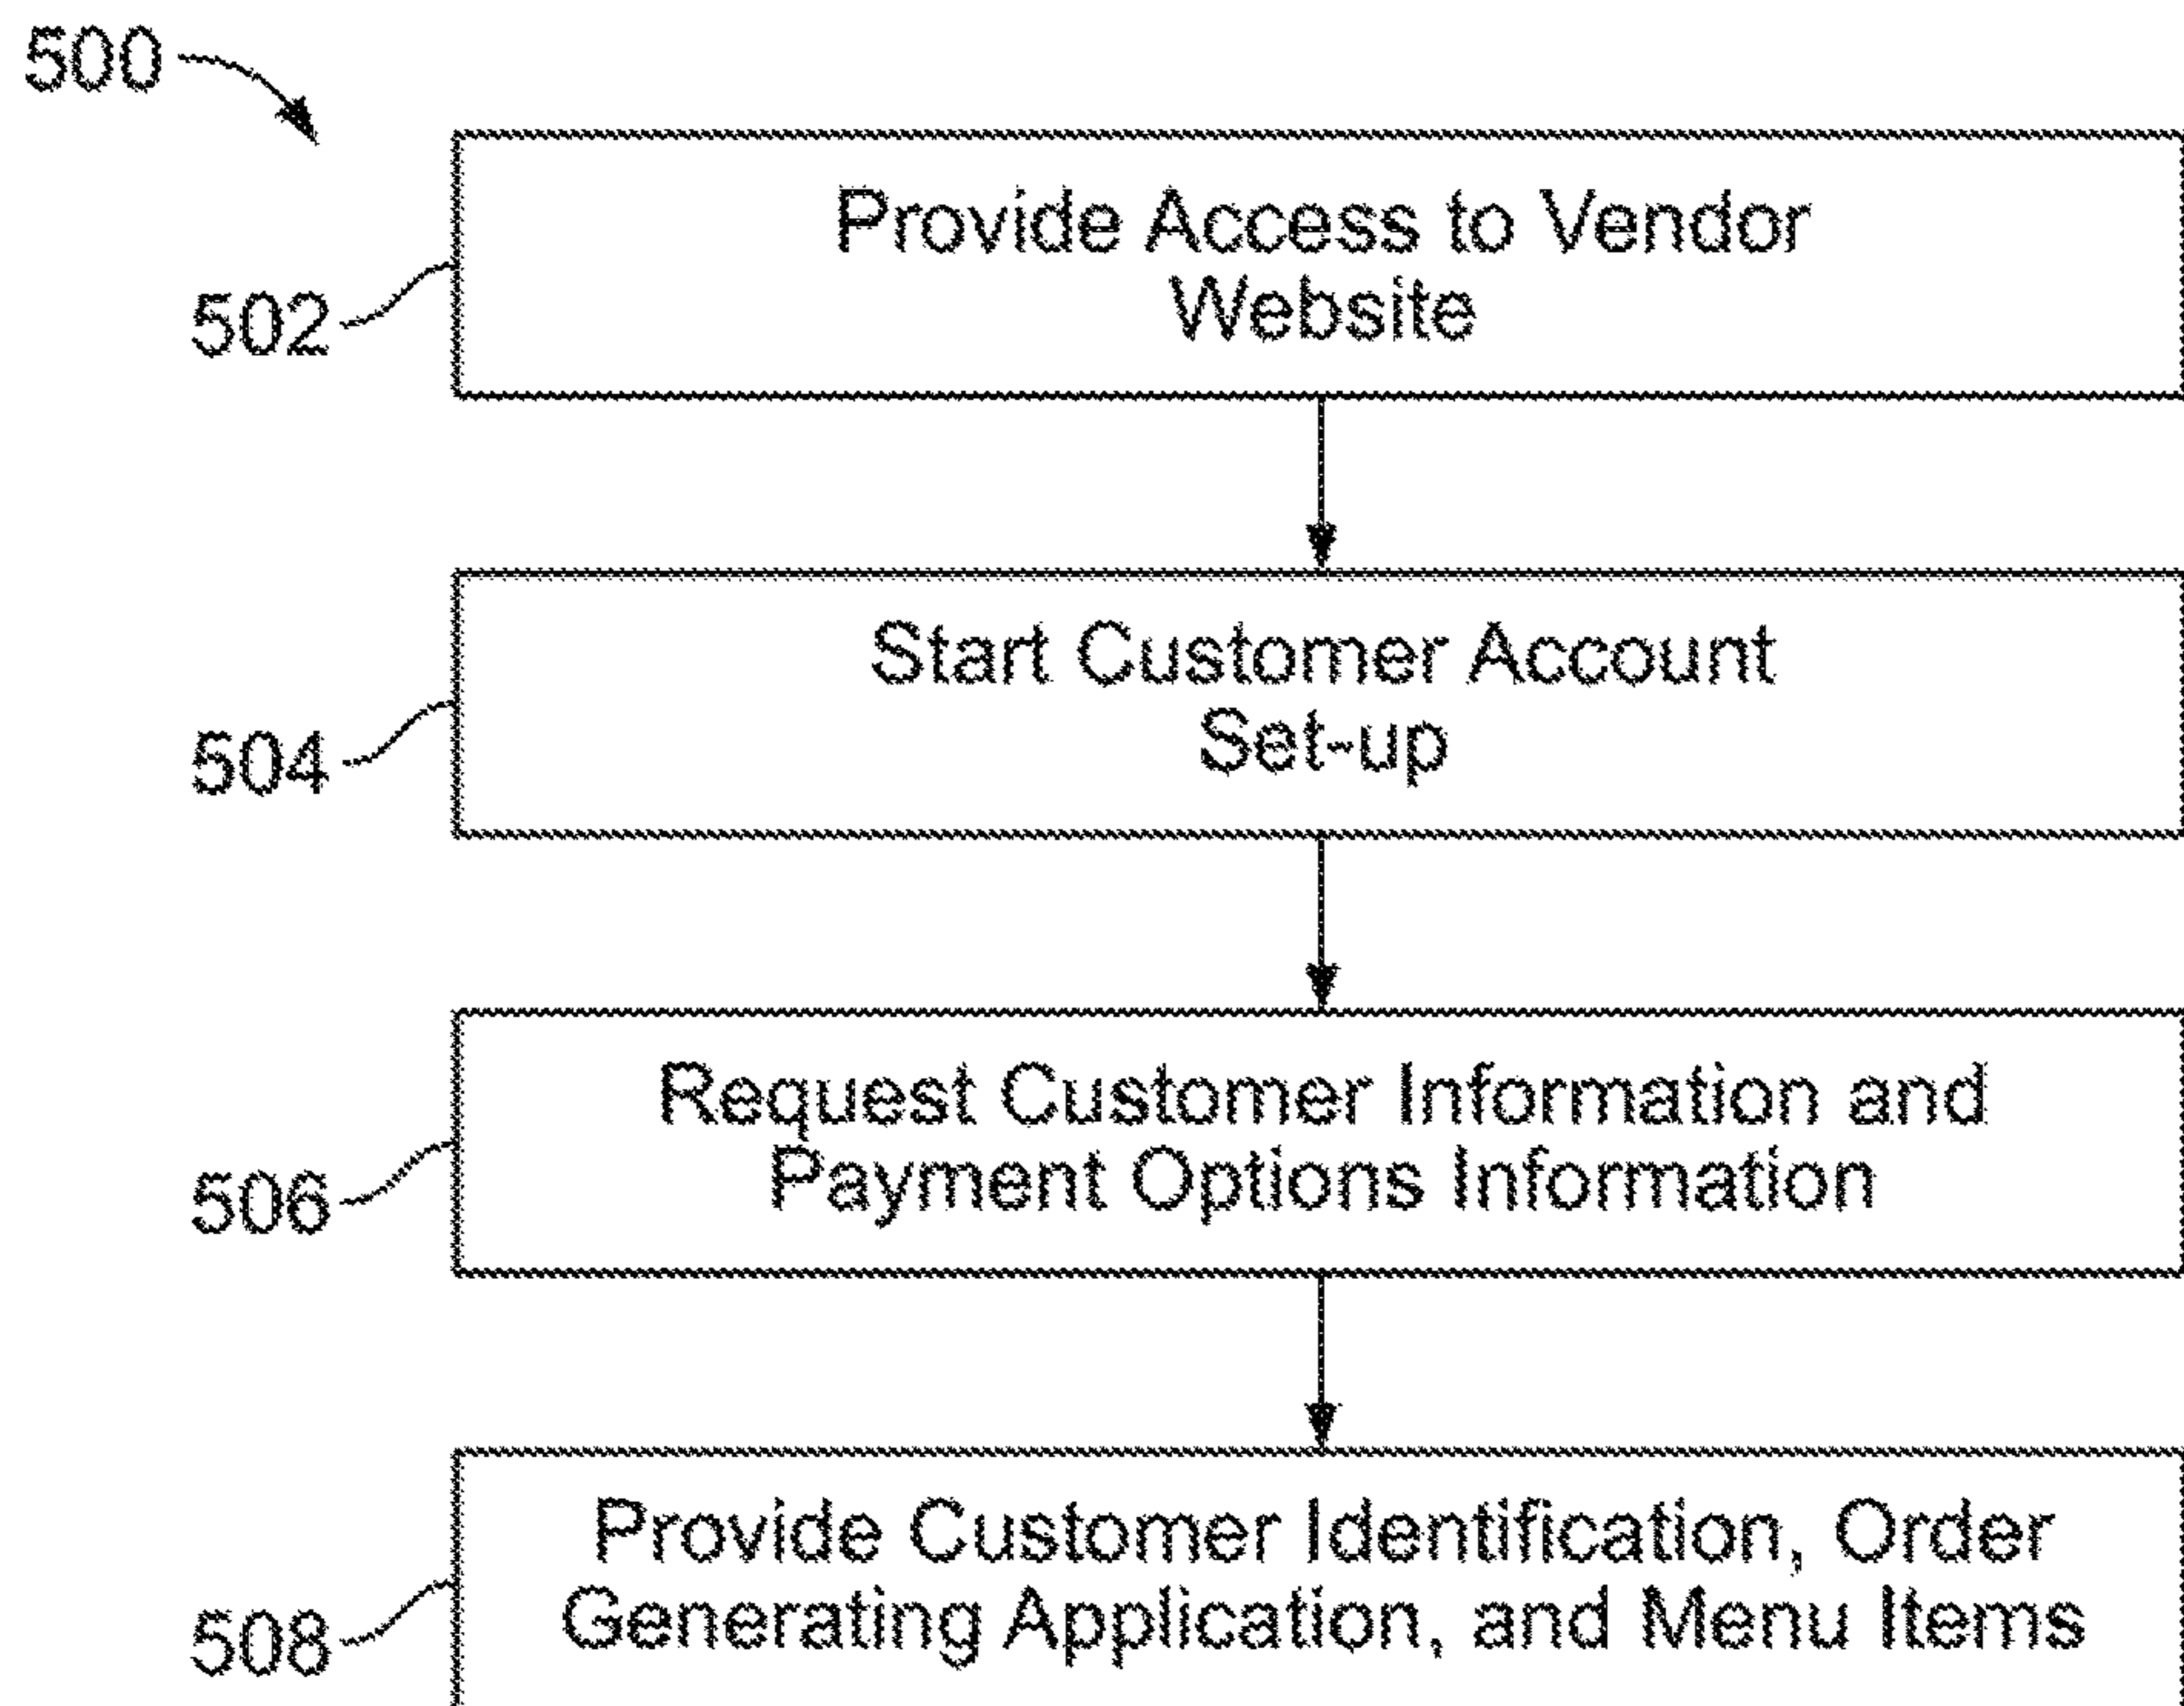 500
Provide Access to Vendor
Website
502
Start Customer Account
Set-up
504
Request Customer Information and
Payment Options Information
506
Provide Customer Identification, Order
Generating Application, and Menu Items
508